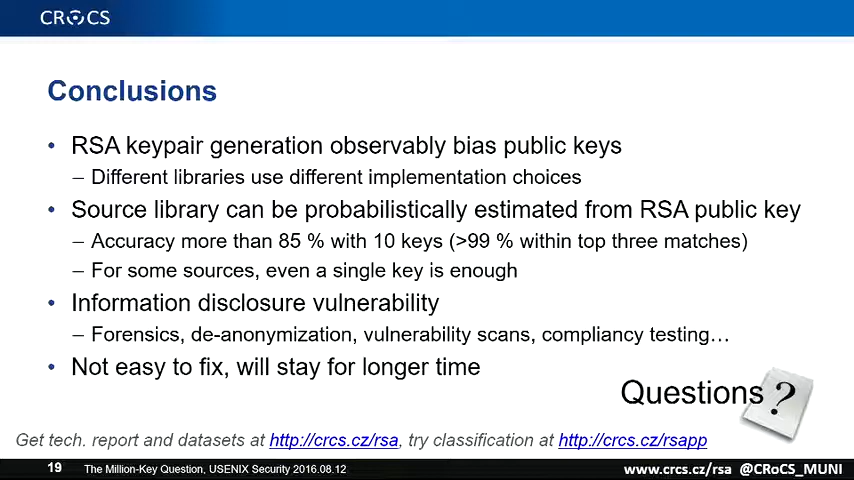 CRCS
Conclusions
• RSA keypair generation observably bias public keys
– Different libraries use different implementation choices
• Source library can be probabilistically estimated from RSA public key
– Accuracy more than 85 % with 10 keys (>99 % within top three matches)
– For some sources, even a single key is enough
• Information disclosure vulnerability
– Forensics, de-anonymization, vulnerability scans, compliancy testing…
• Not easy to fix, will stay for longer time
Questions ?
Get tech. report and datasets at http://crcs.cz/rsa, try classification at http://crcs.cz/rsapp
19 The Million-Key Question, USENIX Security 2016.08.12 www.crcs.cz/rsa @CRoCS_MUNI